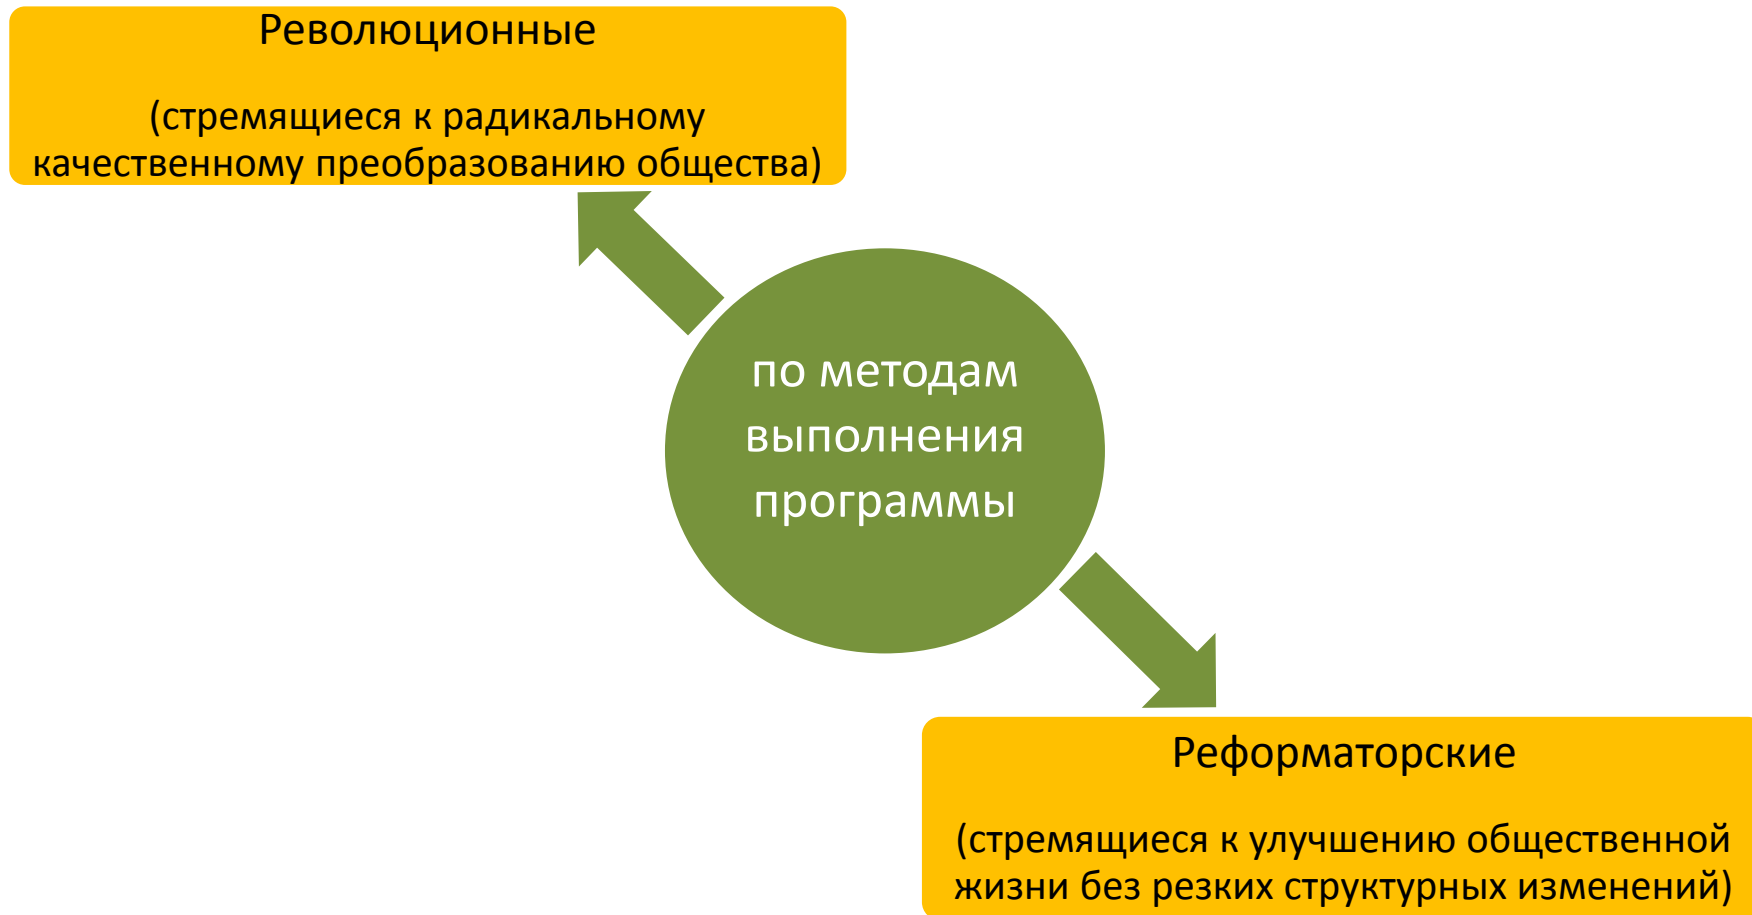 Революционные
(стремящиеся к радикальному
качественному преобразованию общества)
по методам
выполнения
программы
Реформаторские
(стремящиеся к улучшению общественной
жизни без резких структурных изменений)